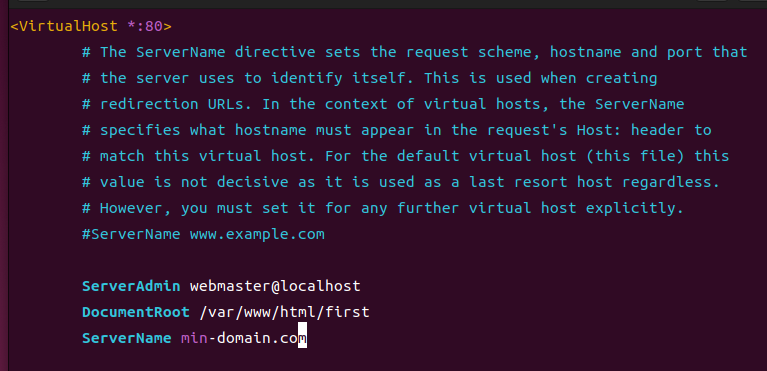 <VirtualHost *:80>
# The ServerName directive sets the request scheme, hostname and port that
# the server uses to identify itself. This is used when creating
# redirection URLs. In the context of virtual hosts, the ServerName
# specifies what hostname must appear in the request's Host: header to
# match this virtual host. For the default virtual host (this file) this
# value is not decisive as it is used as a last resort host regardless.
# However, you must set it for any further virtual host explicitly.
#ServerName www.example.com
ServerAdmin webmaster@localhost
DocumentRoot /var/www/html/first
ServerName min-domain.com